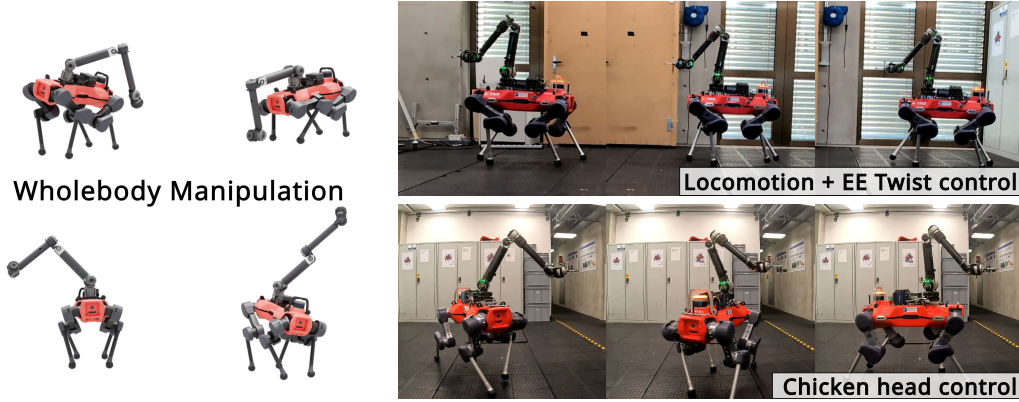 Wholebody Manipulation
Locomotion + EE Twist control
Chicken head control